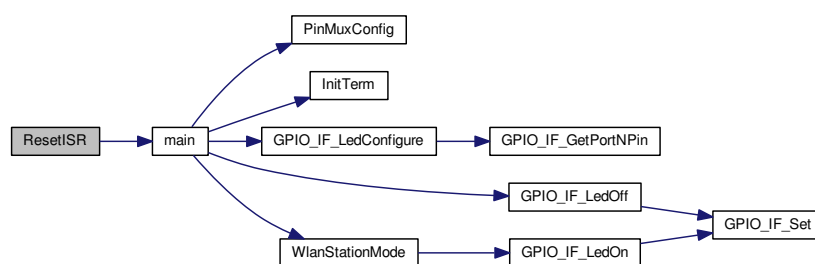 PinMuxConfig
InitTerm
ResetISR
main
GPIO_IF_LedConfigure
GPIO_IF_GetPortNPin
GPIO_IF_LedOff
GPIO_IF_Set
WlanStationMode
GPIO_IF_LedOn